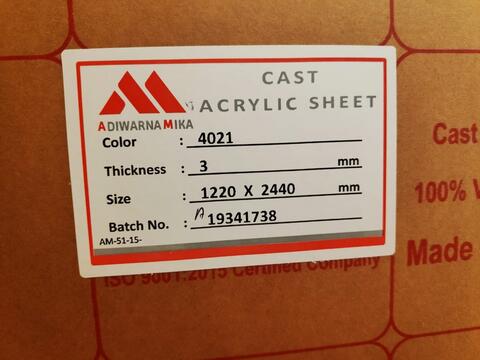 CAST
ACRYLIC SHEET
ADIWARNA MIKA
Color : 4021
Thickness : 3 mm
Size : 1220 X 2440 mm
Batch No. : A 19341738
AM-51-15-
ISO 9001:2015 Certified Company
Cast
100%
Made